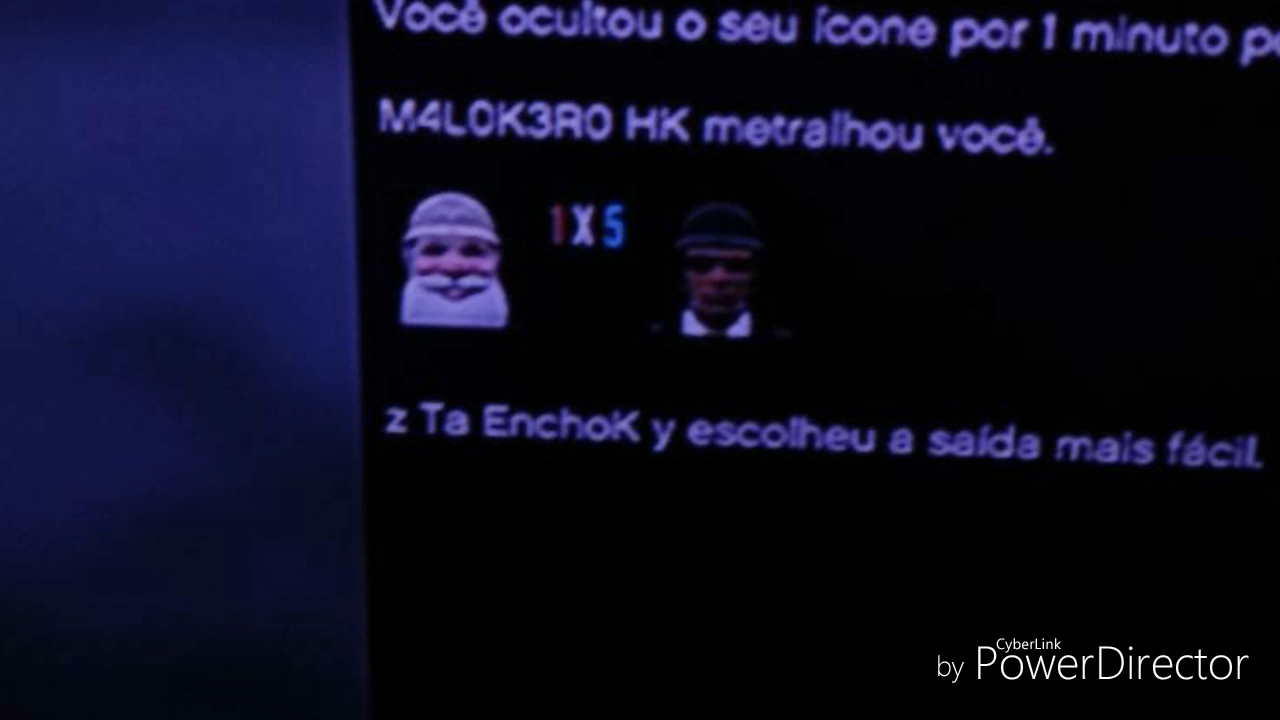 Você ocultou o seu ícone por 1 minuto
M4L0K3R0 HK metralhou você.
1 X 5
z Ta EnchoK y escolheu a saída mais fácil.
CyberLink
by PowerDirector